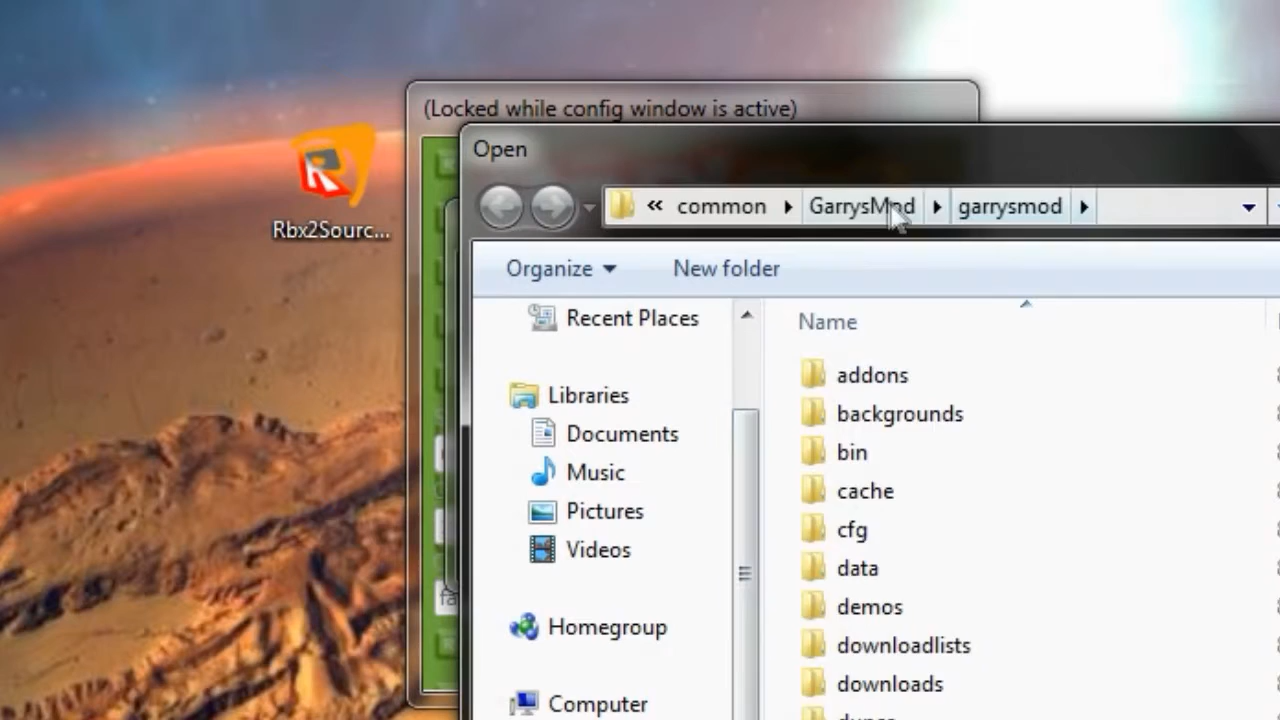 (Locked while config window is active)
Open
« common GarrysMod garrysmod
Rbx2Sourc...
Organize New folder
Recent Places
Name
Libraries
addons
Documents
backgrounds
Music
bin
Pictures
cache
Videos
cfg
data
Homegroup
demos
downloadlists
Computer
downloads